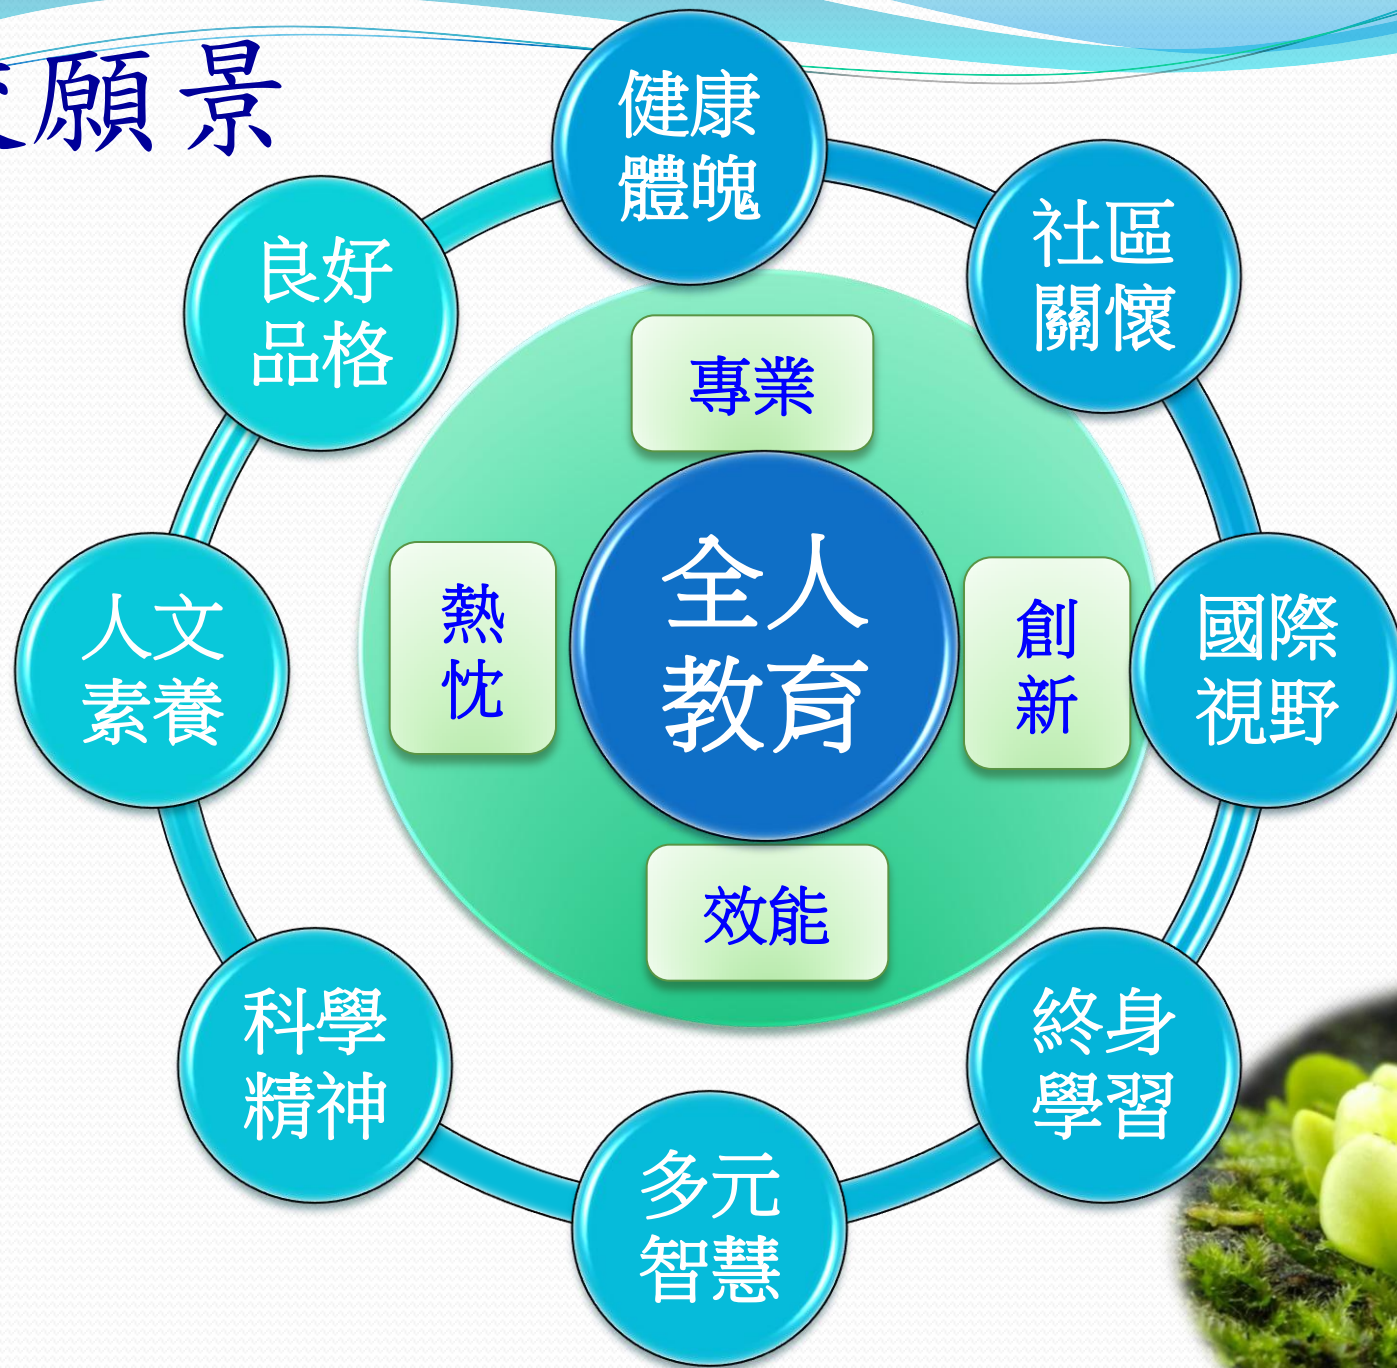 願景
健康
體魄
社區
關懷
良好
品格
專業
全人
教育
熱
忱
創
新
國際
視野
人文
素養
效能
科學
精神
終身
學習
多元
智慧